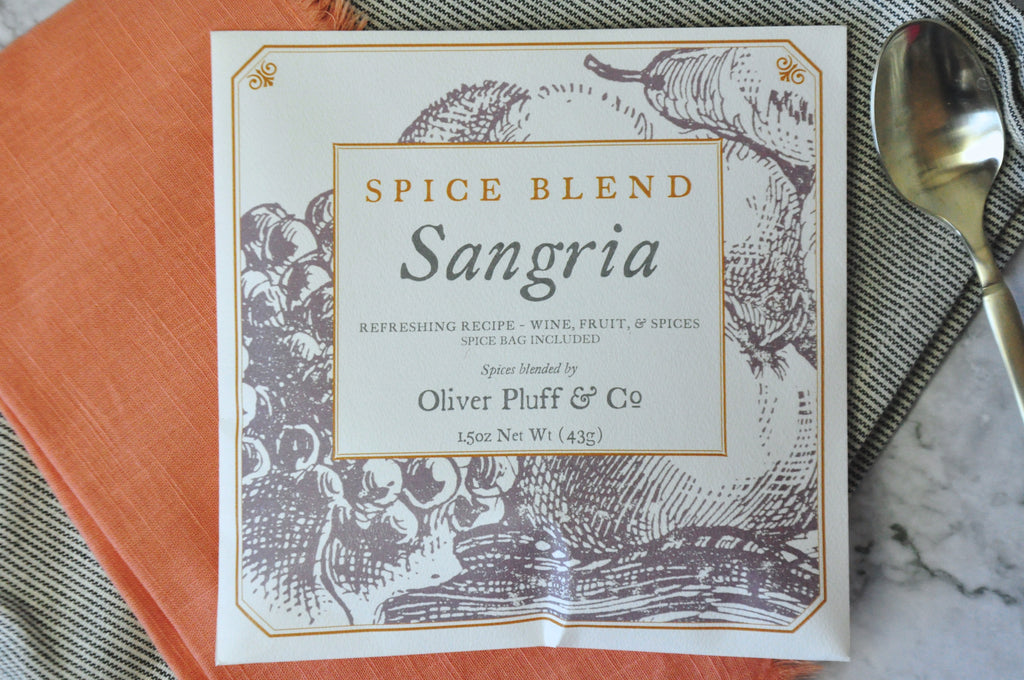 SPICE BLEND
Sangria
REFRESHING RECIPE - WINE, FRUIT, & SPICES
SPICE BAG INCLUDED
Spices blended by
Oliver Pluff & Co
1.5oz Net Wt (43g)